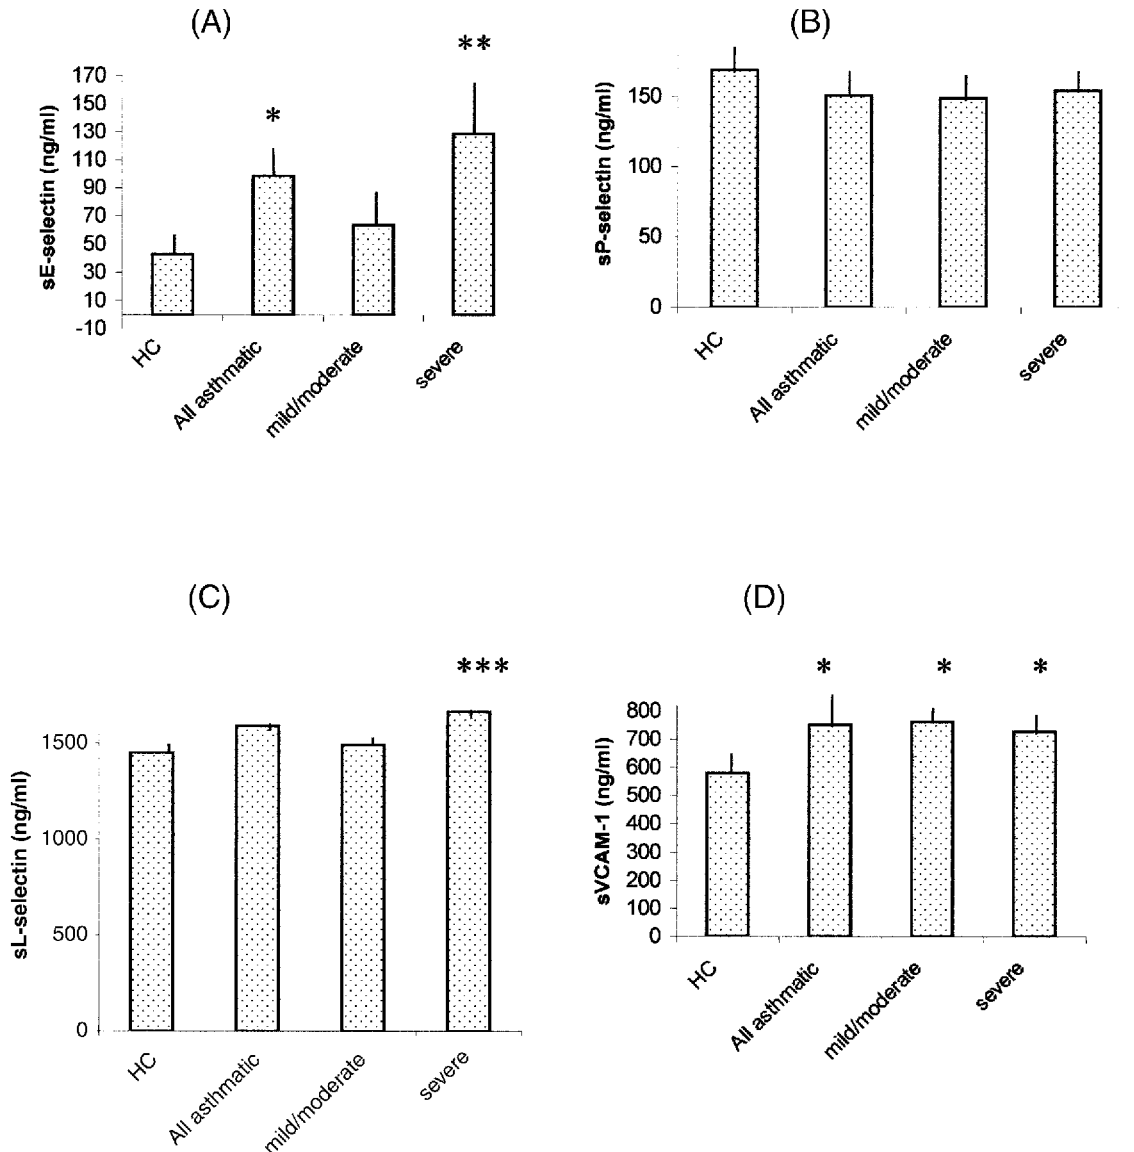 (A)
**
*
170
150
130
110
90
70
50
30
10
-10
sE-selectin (ng/ml)
HC
All asthmatic
mild/moderate
severe
(B)
150
100
50
0
sP-selectin (ng/ml)
HC
All asthmatic
mild/moderate
severe
(C)
***
1500
1000
500
0
sL-selectin (ng/ml)
HC
All asthmatic
mild/moderate
severe
(D)
* * *
800
700
600
500
400
300
200
100
0
sVCAM-1 (ng/ml)
HC
All asthmatic
mild/moderate
severe